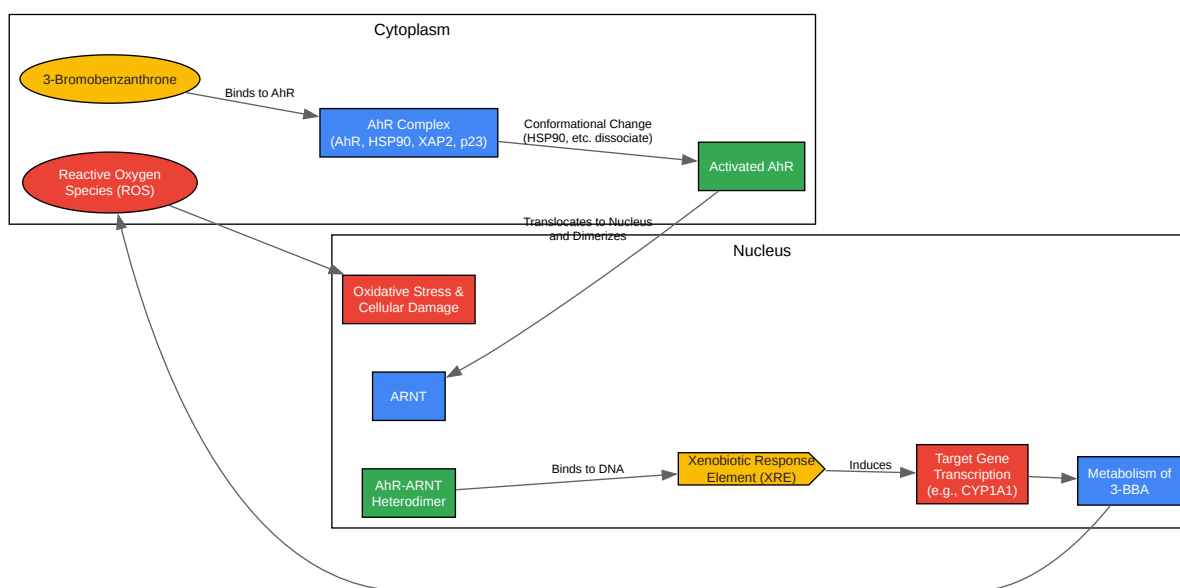 Cytoplasm
3-Bromobenzanthrone
Binds to AhR
AhR Complex
(AhR, HSP90, XAP2, p23)
Conformational Change
(HSP90, etc. dissociate)
Activated AhR
Reactive Oxygen
Species (ROS)
Translocates to Nucleus
and Dimerizes
Nucleus
Oxidative Stress &
Cellular Damage
ARNT
AhR-ARNT
Heterodimer
Binds to DNA
Xenobiotic Response
Element (XRE)
Induces
Target Gene
Transcription
(e.g., CYP1A1)
Metabolism of
3-BBA